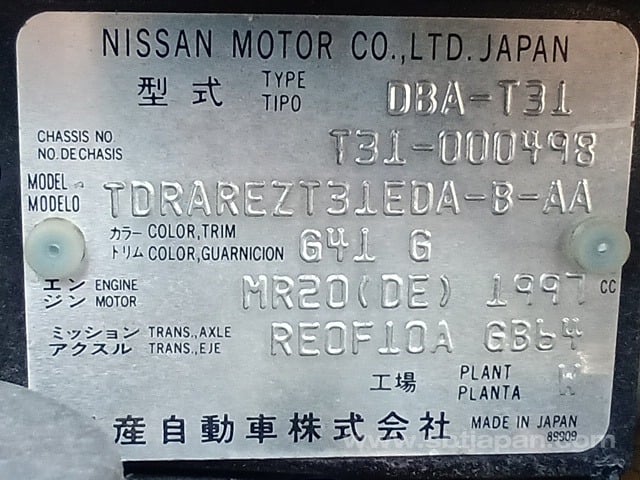 NISSAN MOTOR CO.,LTD. JAPAN
型式 TYPE TIPO DBA-T31
CHASSIS NO. NO. DE CHASIS T31-000498
MODEL MODELO TDRAREZT31EDA-B-AA
カラー COLOR,TRIM
トリム COLOR,GUARNICION G41 G
エン ENGINE
ジン MOTOR MR20(DE) 1997 CC
ミッション TRANS.,AXLE
アクスル TRANS.,EJE RE0F10A GB64
工場 PLANT PLANTA W
産自動車株式会社 MADE IN JAPAN
89909